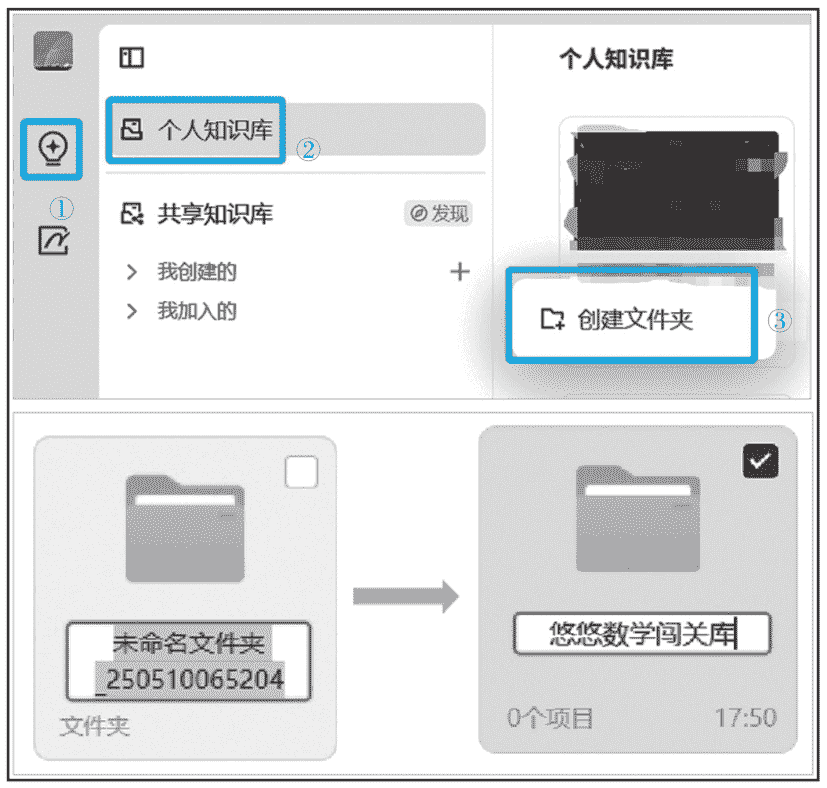 个人知识库
个人知识库
②
①
共享知识库
发现
我创建的
我加入的
创建文件夹
③
未命名文件夹
_250510065204
文件夹
悠悠数学闯关库
0个项目
17:50